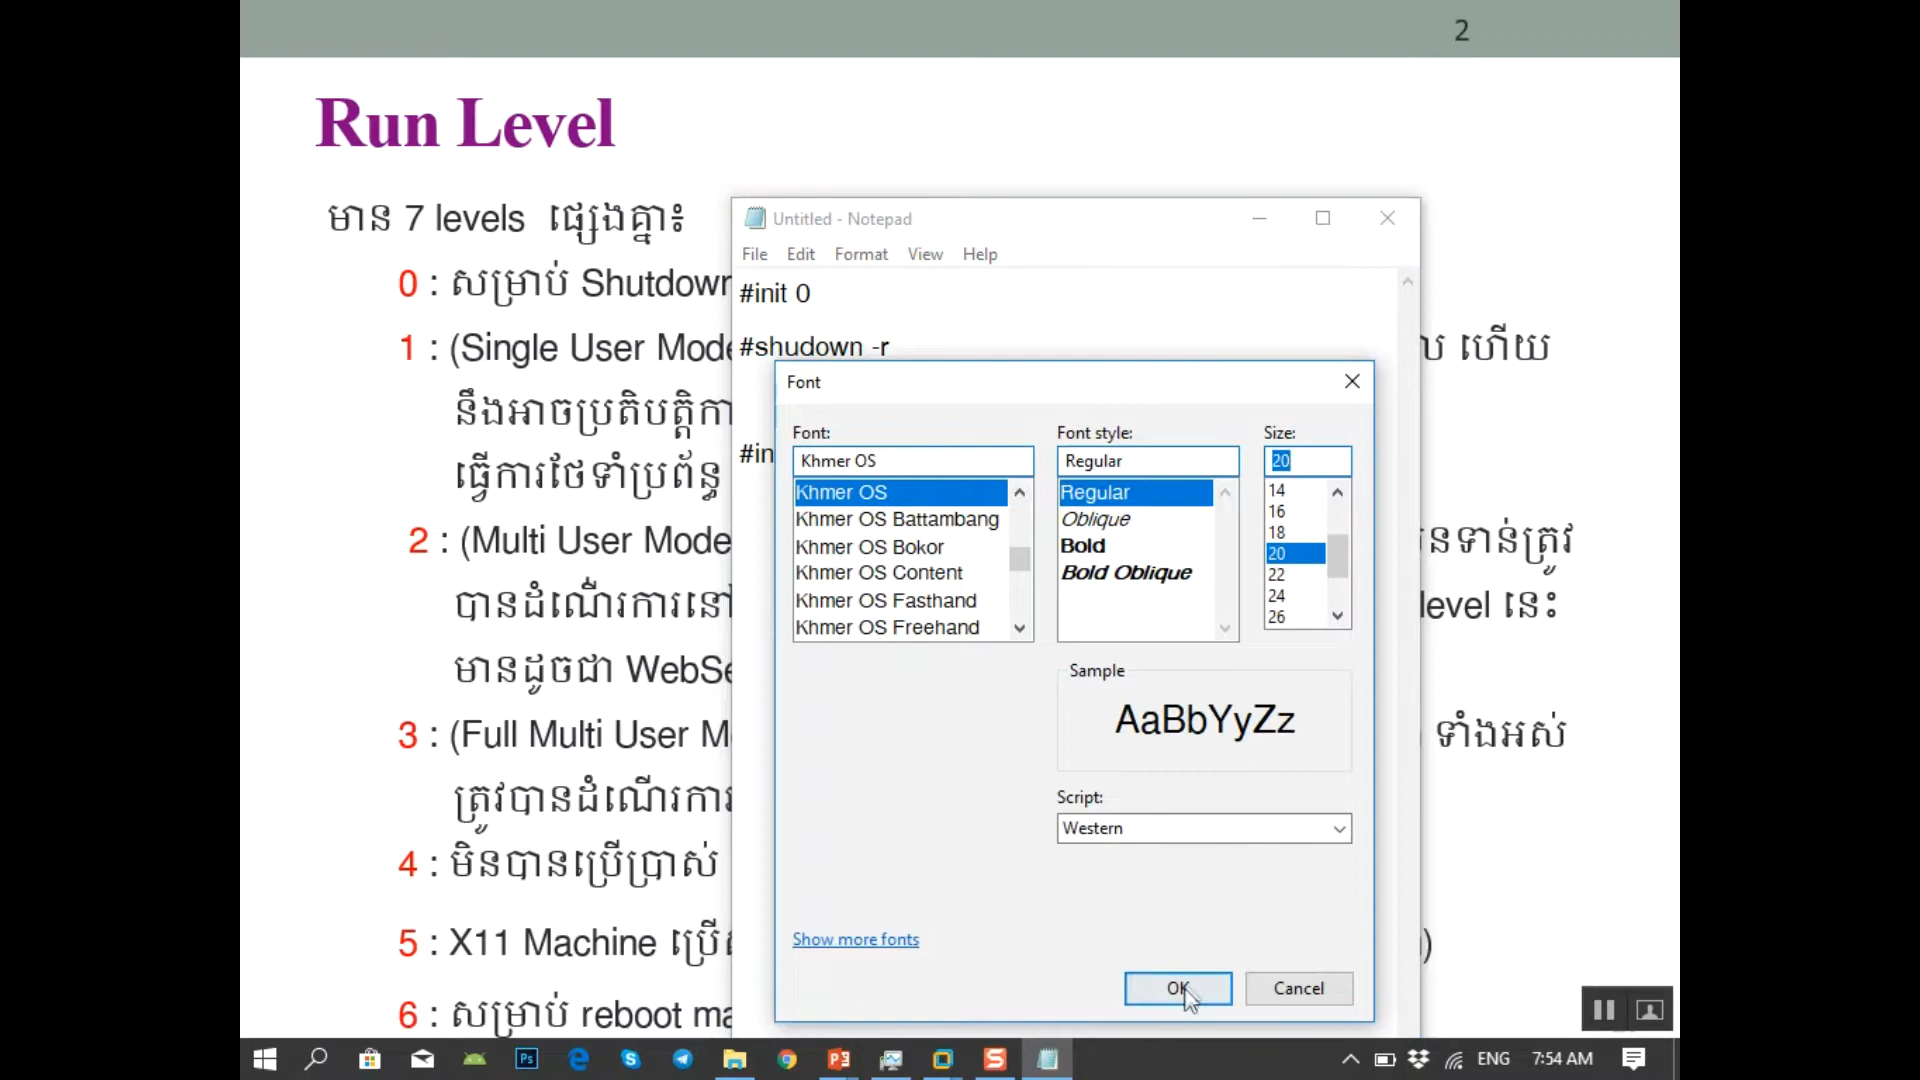 2
Run Level
មាន 7 levels ផ្សេងគ្នា៖
0 : សម្រាប់ Shutdown
1 : (Single User Mode
ហើយ
នឹងអាចប្រតិបត្តិកា
ធ្វើការថែទាំប្រព័ន្ធ
2 : (Multi User Mode
នទាន់ត្រូវ
បានដំណើរការនៅ
level នេះ
មានដូចជា WebSe
3 : (Full Multi User M
ទាំងអស់
ត្រូវបានដំណើរការ
4 : មិនបានប្រើប្រាស់
5 : X11 Machine ប្រើ
)
6 : សម្រាប់ reboot ma
Untitled - Notepad
File Edit Format View Help
#init 0
#shudown -r
#in
Font
Font: Font style: Size:
Khmer OS Regular 20
Khmer OS
Khmer OS Battambang
Khmer OS Bokor
Khmer OS Content
Khmer OS Fasthand
Khmer OS Freehand
Regular
Oblique
Bold
Bold Oblique
14
16
18
20
22
24
26
Sample
AaBbYyZz
Script:
Western
Show more fonts
OK Cancel
ENG 7:54 AM